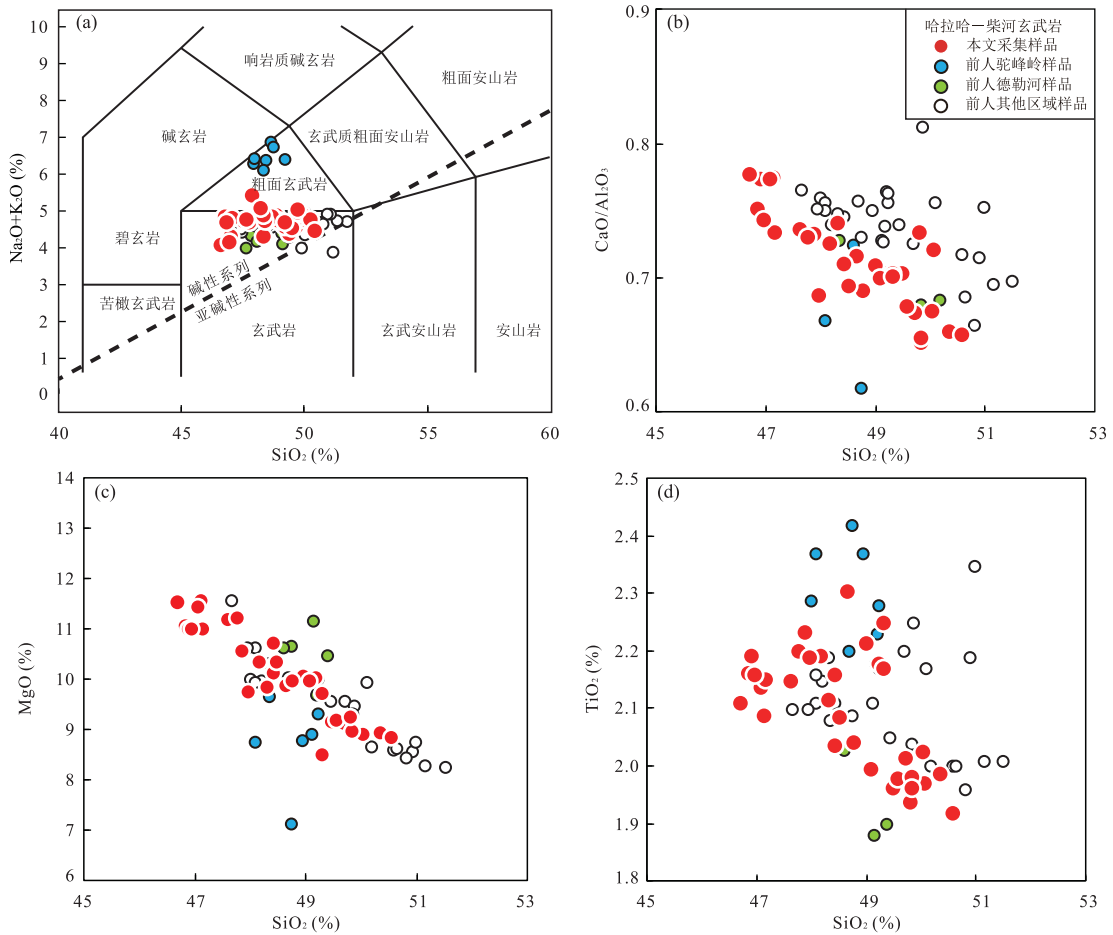 (a)
10
9
8
7
6
5
4
3
2
1
0
Na₂O+K₂O (%)
响岩质碱玄岩
粗面安山岩
碱玄岩
玄武质粗面安山岩
粗面玄武岩
碧玄岩
碱性系列
亚碱性系列
苦橄玄武岩
玄武岩
玄武安山岩
安山岩
40
45
50
55
60
SiO₂ (%)
(b)
0.9
0.8
0.7
0.6
CaO/Al₂O₃
哈拉哈—柴河玄武岩
本文采集样品
前人驼峰岭样品
前人德勒河样品
前人其他区域样品
45
47
49
51
53
SiO₂ (%)
(c)
14
13
12
11
10
9
8
7
6
MgO (%)
45
47
49
51
53
SiO₂ (%)
(d)
2.5
2.4
2.3
2.2
2.1
2.0
1.9
1.8
TiO₂ (%)
45
47
49
51
53
SiO₂ (%)